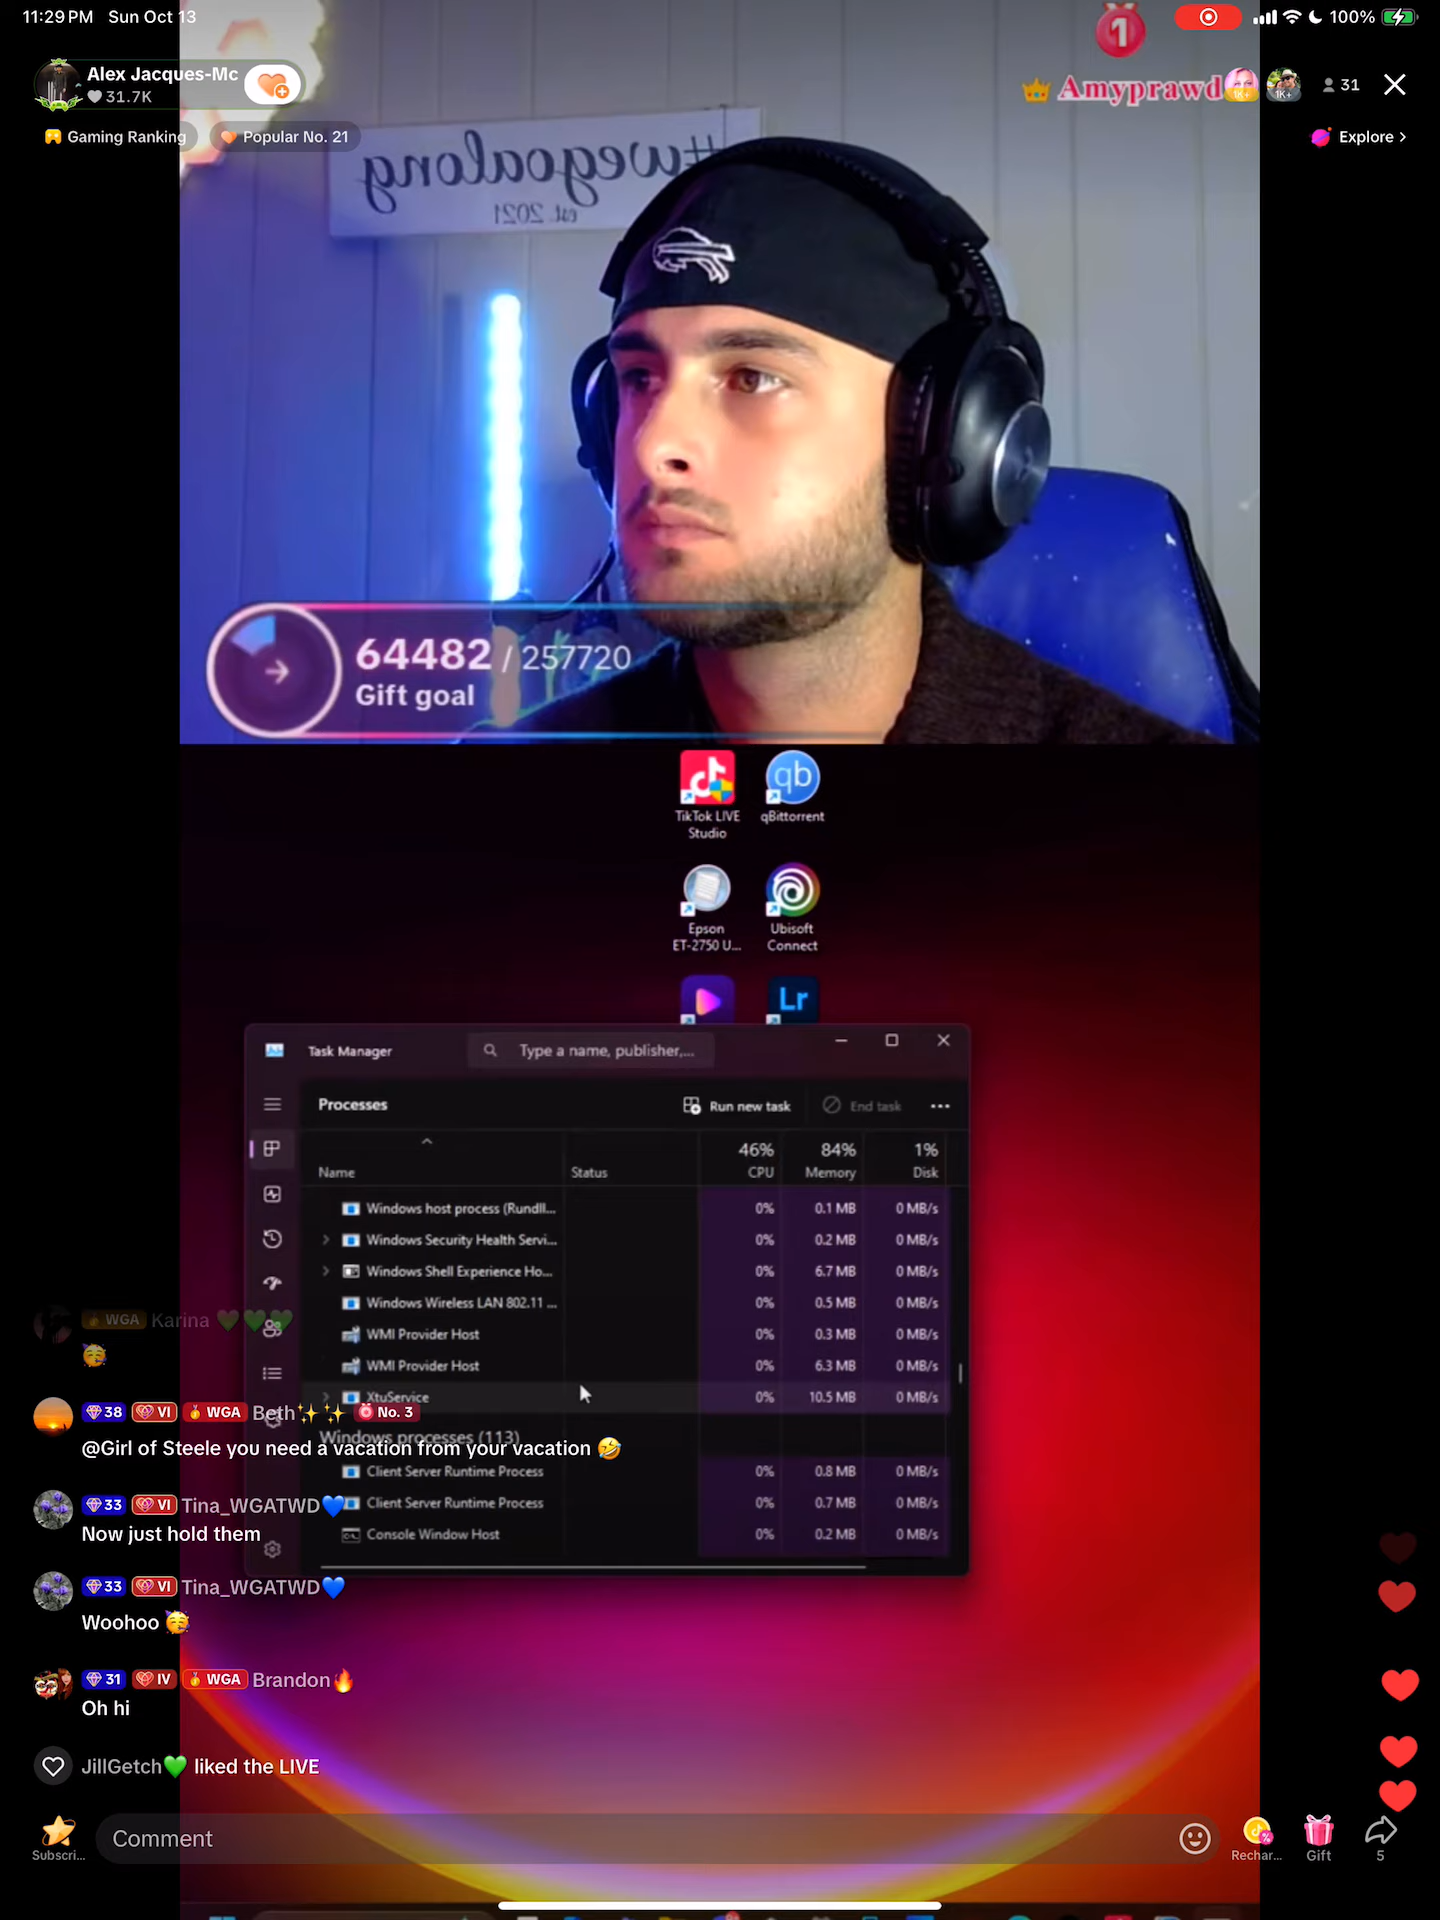 11:29 PM Sun Oct 13
100%
Alex Jacques-Mc
31.7K
1
Amyprawd
1K+
1K+
31
Gaming Ranking
Popular No. 21
Explore >
#wegoalong
est. 2021
64482 / 257720
Gift goal
TikTok LIVE
Studio
qb
qBittorrent
Epson
ET-2750 U...
Ubisoft
Connect
Lr
Task Manager
Type a name, publisher,...
Processes
Run new task
End task
Name
Status
46%
CPU
84%
Memory
1%
Disk
Windows host process (Rundll... 0% 0.1 MB 0 MB/s
Windows Security Health Servi... 0% 0.2 MB 0 MB/s
Windows Shell Experience Ho... 0% 6.7 MB 0 MB/s
Windows Wireless LAN 802.11 ... 0% 0.5 MB 0 MB/s
WMI Provider Host 0% 0.3 MB 0 MB/s
WMI Provider Host 0% 6.3 MB 0 MB/s
XtuService 0% 10.5 MB 0 MB/s
Windows processes (113)
Client Server Runtime Process 0% 0.8 MB 0 MB/s
Client Server Runtime Process 0% 0.7 MB 0 MB/s
Console Window Host 0% 0.2 MB 0 MB/s
WGA Karina 💚💚💚
🥳
38 VI WGA Beth✨✨ No. 3
@Girl of Steele you need a vacation from your vacation 🤣
33 VI Tina_WGATWD💙
Now just hold them
33 VI Tina_WGATWD💙
Woohoo 🥳
31 IV WGA Brandon🔥
Oh hi
JillGetch💚 liked the LIVE
Subscri...
Comment
Rechar...
Gift
5